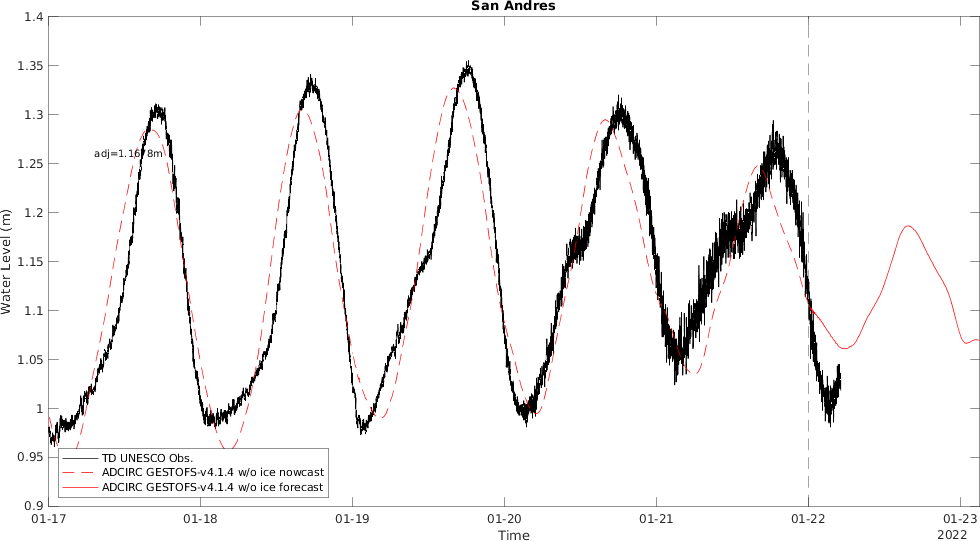 San Andres
1.4
1.35
1.3
1.25
1.2
1.15
1.1
1.05
1
0.95
0.9
Water Level (m)
adj=1.1678m
TD UNESCO Obs.
ADCIRC GESTOFS-v4.1.4 w/o ice nowcast
ADCIRC GESTOFS-v4.1.4 w/o ice forecast
01-17 01-18 01-19 01-20 01-21 01-22 01-23
Time
2022